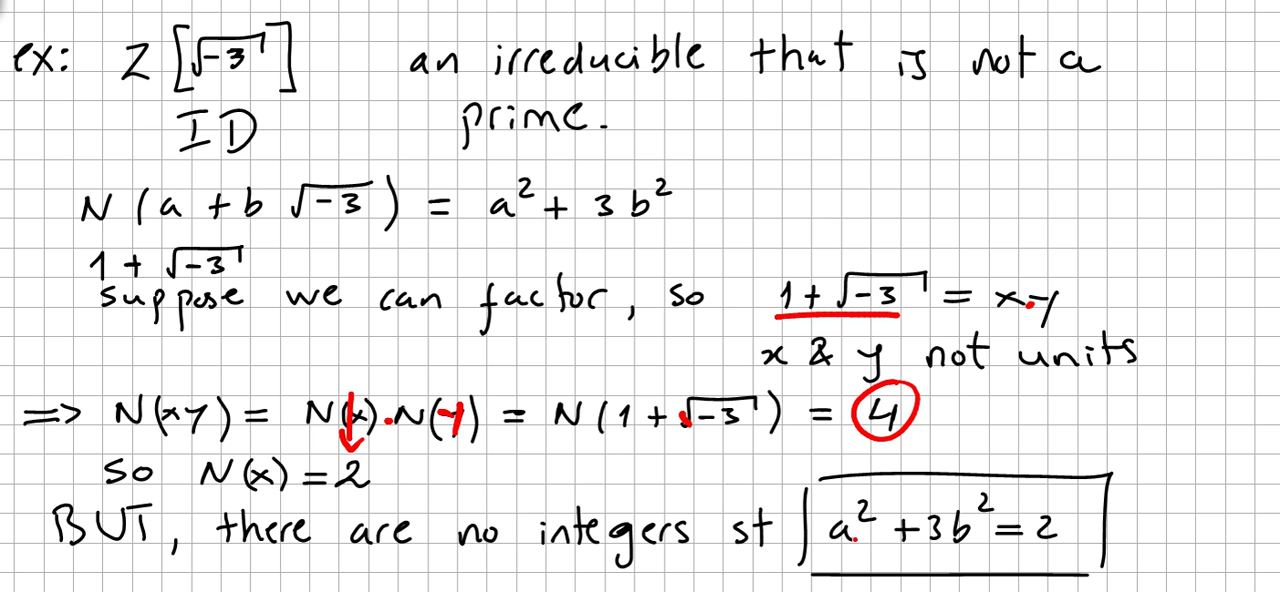 ex: Z[√-3] an irreducible that is not a
ID prime.
N(a + b√-3) = a² + 3b²
1 + √-3
suppose we can factor, so 1 + √-3 = x·y
x & y not units
=> N(xy) = N(x)·N(y) = N(1 + √-3) = 4
so N(x) = 2
BUT, there are no integers st a² + 3b² = 2